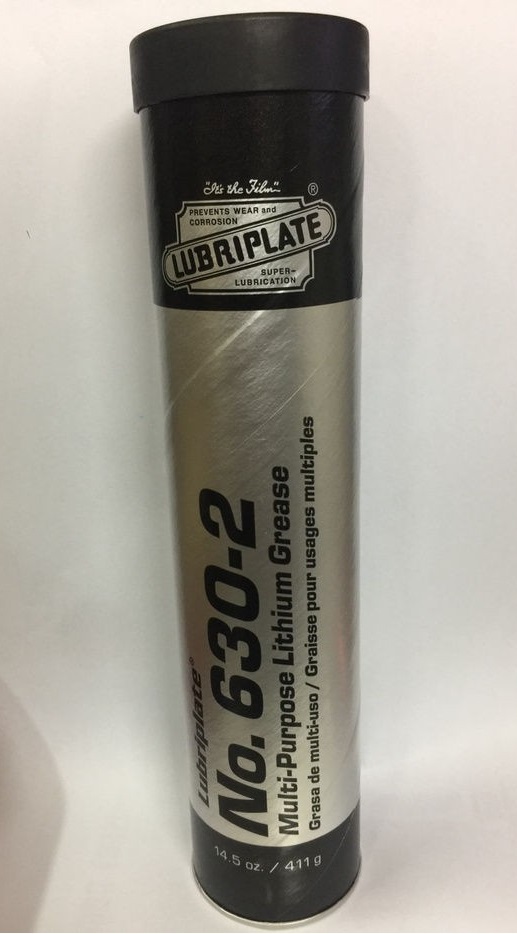 "It's the Film"
®
PREVENTS WEAR and
CORROSION
LUBRIPLATE
SUPER-
LUBRICATION
Lubriplate®
No. 630-2
Multi-Purpose Lithium Grease
Grasa de multi-uso / Graisse pour usages multiples
14.5 oz. / 411 g